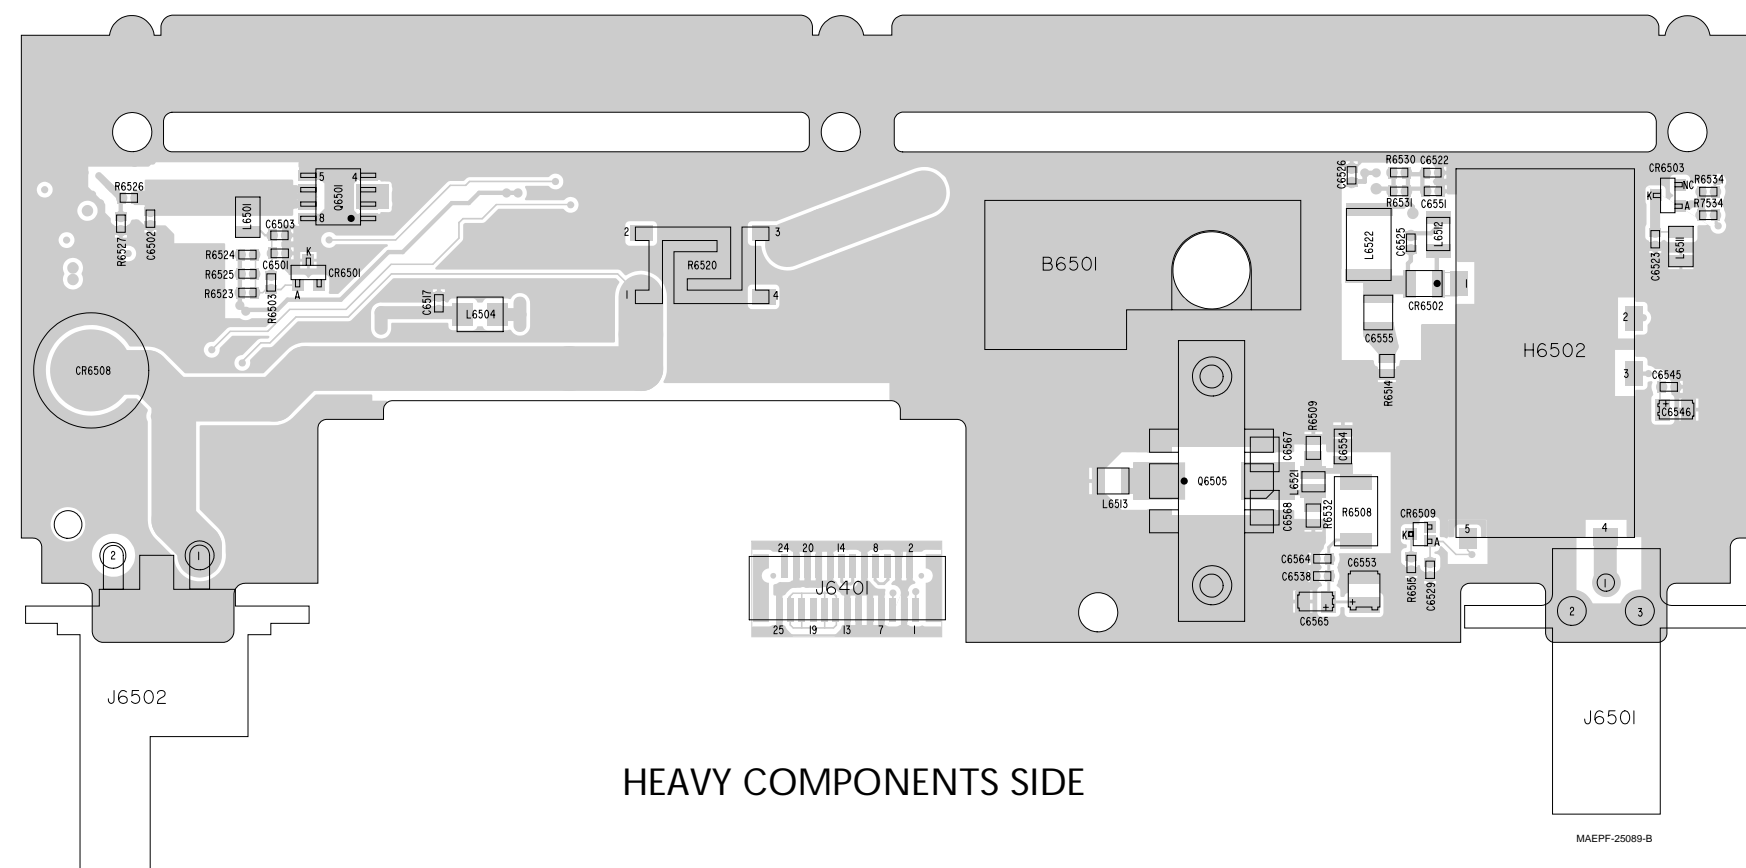 R6526
R6527
C6502
L6501
5
4
Q6501
8
C6503
R6524
C6501
K
R6525
CR6501
R6523
A
R6503
C6517
L6504
2
3
R6520
1
4
CR6508
B6501
C6526
R6530
C6522
R6531
C6551
L6522
C6525
L6512
CR6502
1
C6555
R6514
H6502
2
3
CR6503
NC
K
A
R6534
R7534
C6523
L6511
C6545
+
C6546
R6509
C6567
C6554
L6513
Q6505
L6521
C6568
R6532
R6508
CR6509
K
A
5
4
C6564
C6553
C6538
+
+
C6565
R6515
C6529
2
1
24
20
14
8
2
J6401
25
19
13
7
1
1
2
3
J6502
J6501
HEAVY COMPONENTS SIDE
MAEPF-25089-B